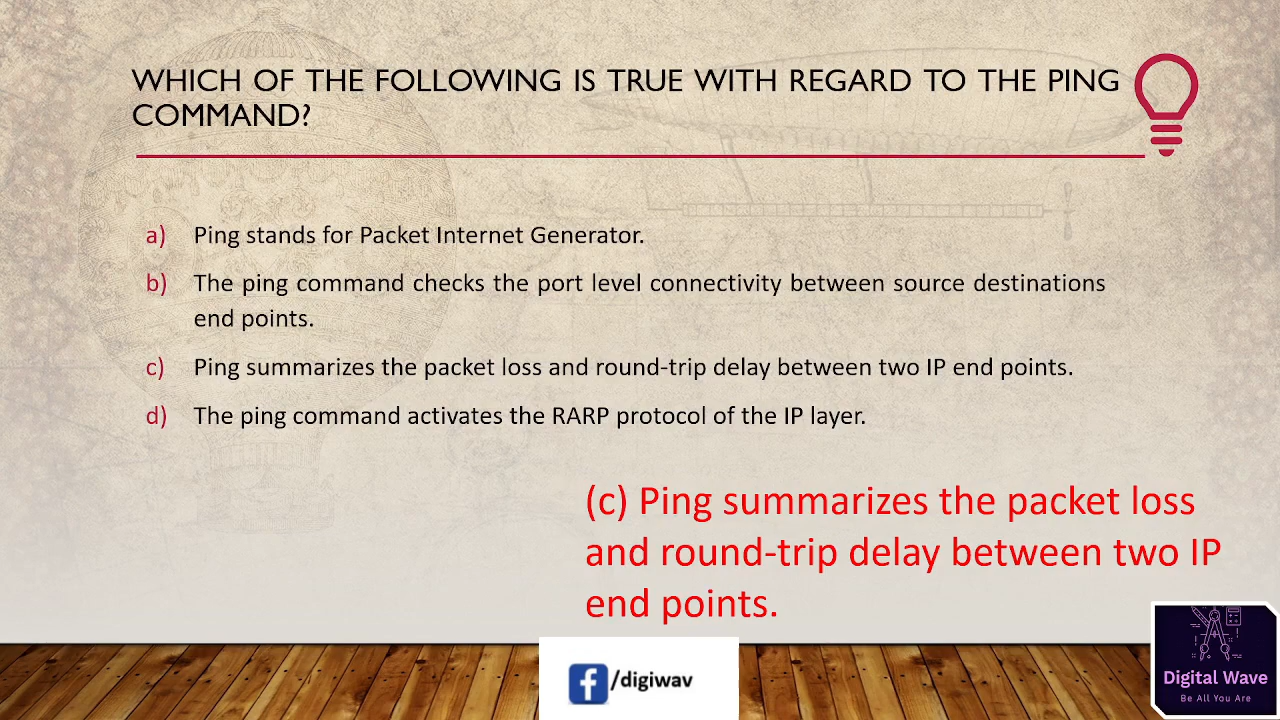 WHICH OF THE FOLLOWING IS TRUE WITH REGARD TO THE PING
COMMAND?
a) Ping stands for Packet Internet Generator.
b) The ping command checks the port level connectivity between source destinations
end points.
c) Ping summarizes the packet loss and round-trip delay between two IP end points.
d) The ping command activates the RARP protocol of the IP layer.
(c) Ping summarizes the packet loss
and round-trip delay between two IP
end points.
/digiwav
Digital Wave
Be All You Are